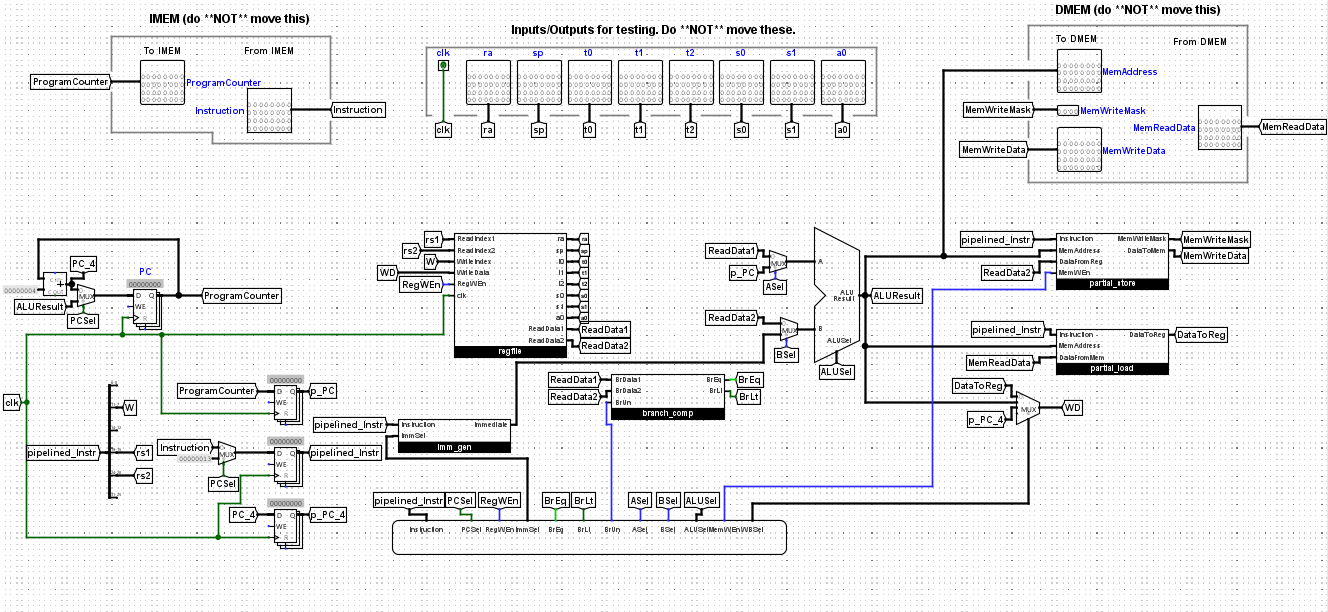 IMEM (do **NOT** move this)
To IMEM
From IMEM
ProgramCounter
ProgramCounter
Instruction
Instruction
Inputs/Outputs for testing. Do **NOT** move these.
clk
ra
sp
t0
t1
t2
s0
s1
a0
clk
ra
sp
t0
t1
t2
s0
s1
a0
DMEM (do **NOT** move this)
To DMEM
From DMEM
MemAddress
MemWriteMask
MemWriteMask
MemWriteData
MemWriteData
MemReadData
MemReadData
PC_4
00000004
ALUResult
MUX
PCSel
PC
00000000
D
Q
WE
R
ProgramCounter
rs1
rs2
W
WD
RegWEn
ReadIndex1
ReadIndex2
WriteIndex
Write Data
RegWEn
clk
ra
sp
t0
t1
t2
s0
s1
a0
ReadData1
ReadData2
ra
sp
t0
t1
t2
s0
s1
a0
ReadData1
ReadData2
regfile
ReadData1
p_PC
MUX
ASel
ReadData2
MUX
BSel
A
B
ALU
Result
ALUSel
ALUSel
ALUResult
pipelined_Instr
ReadData2
Instruction
MemAddress
DataFromReg
MemWEn
MemWriteMask
DataToMem
partial_store
MemWriteMask
MemWriteData
pipelined_Instr
MemReadData
Instruction
MemAddress
DataFromMem
DataToReg
partial_load
DataToReg
DataToReg
p_PC_4
MUX
WD
clk
ProgramCounter
00000000
D
Q
WE
R
p_PC
pipelined_Instr
W
rs1
rs2
Instruction
00000013
MUX
PCSel
00000000
D
Q
WE
R
pipelined_Instr
PC_4
00000000
D
Q
WE
R
p_PC_4
pipelined_Instr
Instruction
ImmSel
Immediate
imm_gen
ReadData1
ReadData2
BrData1
BrData2
BrUn
BrEq
BrLt
branch_comp
BrEq
BrLt
pipelined_Instr
PCSel
RegWEn
BrEq
BrLt
ASel
BSel
ALUSel
Instruction
PCSel
RegWEn
ImmSel
BrEq
BrLt
BrUn
ASel
BSel
ALUSel
MemWEn
WBSel